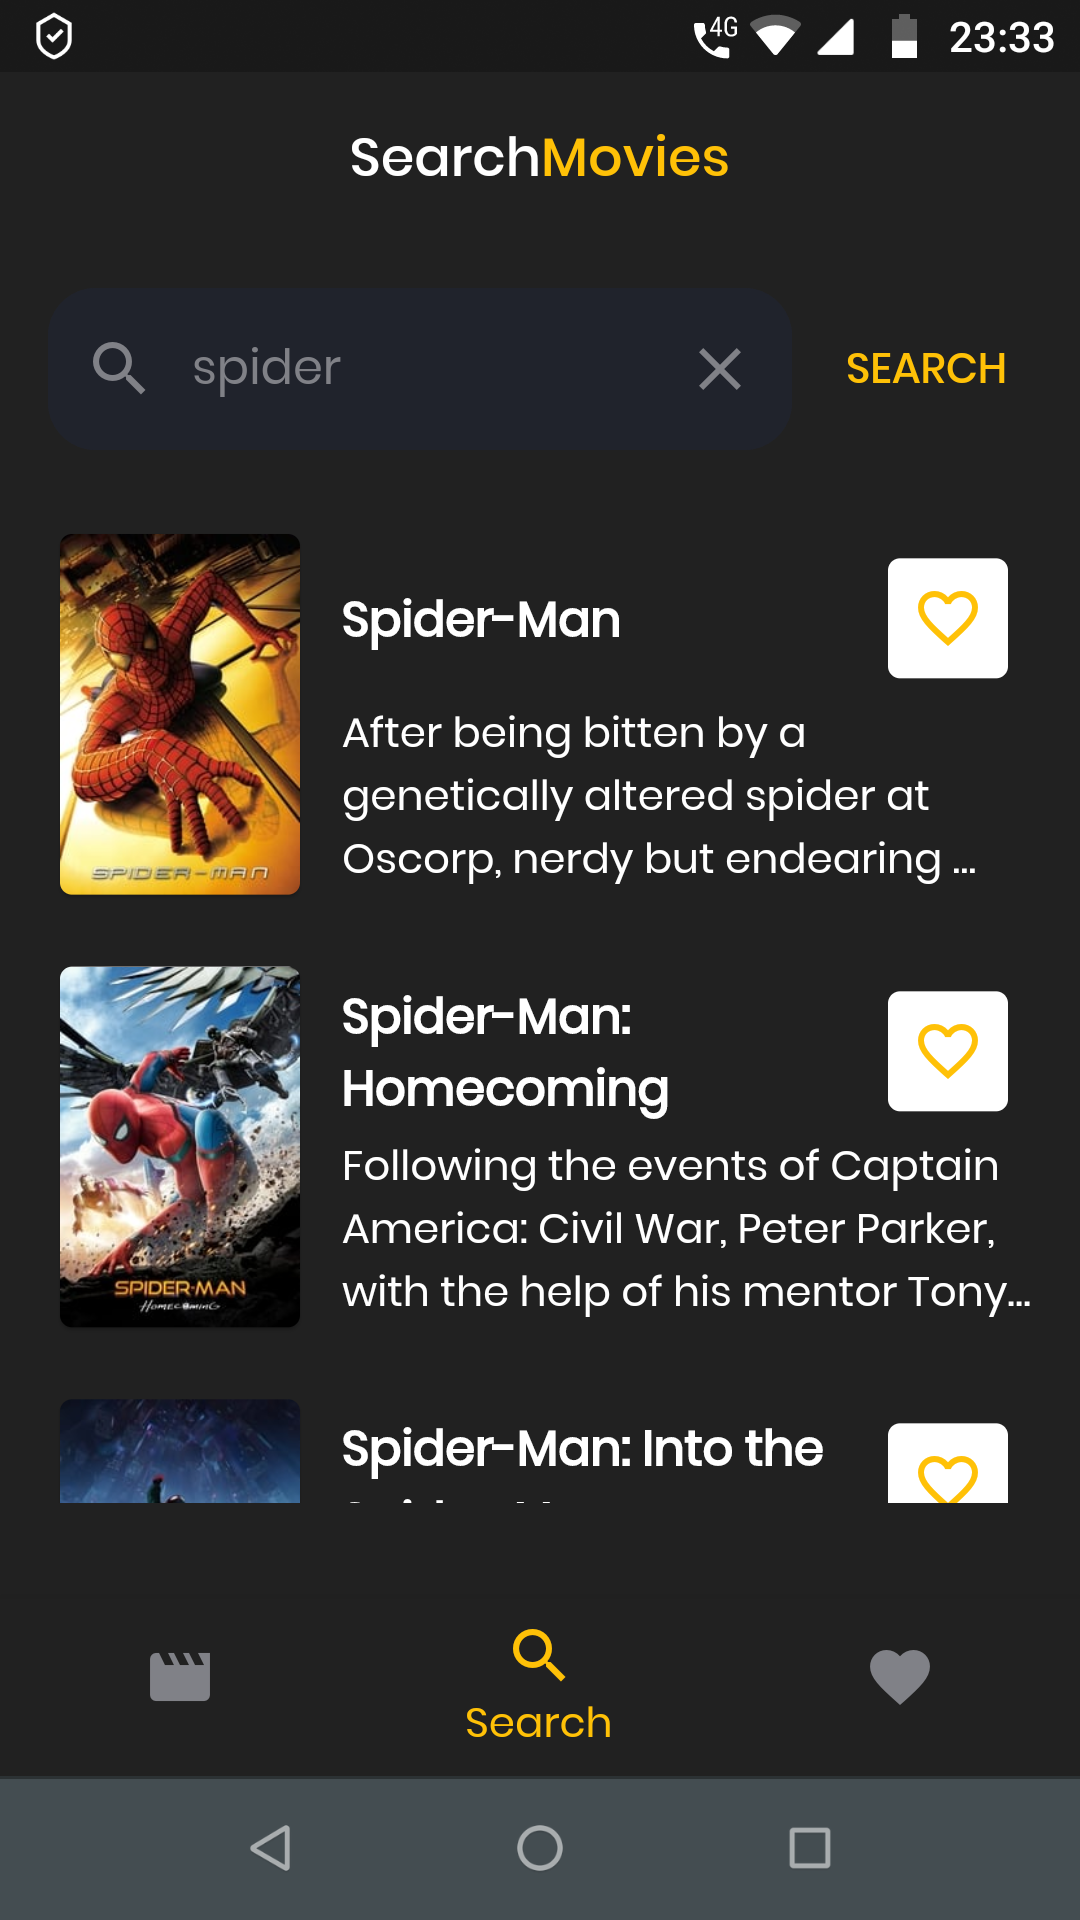 4G 23:33
SearchMovies
spider SEARCH
Spider-Man
After being bitten by a
genetically altered spider at
Oscorp, nerdy but endearing ...
SPIDER-MAN
Spider-Man:
Homecoming
Following the events of Captain
America: Civil War, Peter Parker,
with the help of his mentor Tony...
SPIDER-MAN
HOMECOMING
Spider-Man: Into the
Search